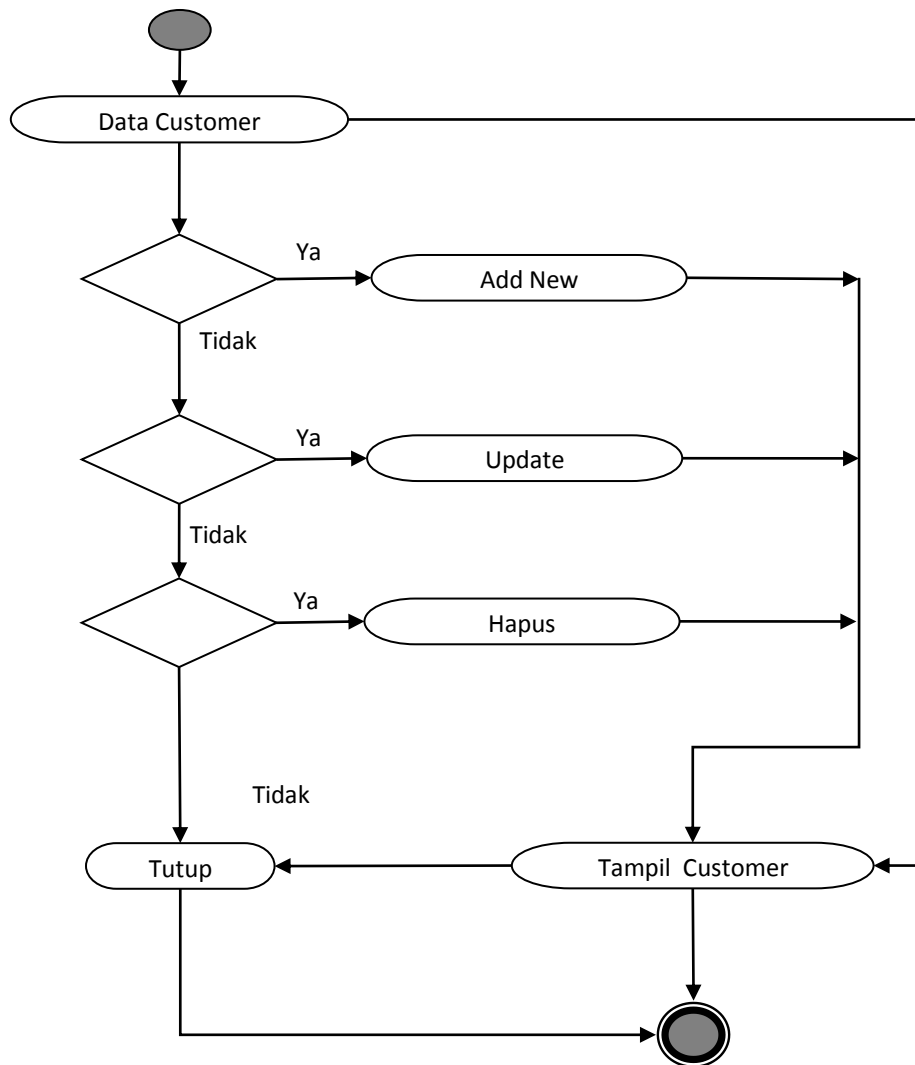 Data Customer
Ya
Add New
Tidak
Ya
Update
Tidak
Ya
Hapus
Tidak
Tutup
Tampil  Customer